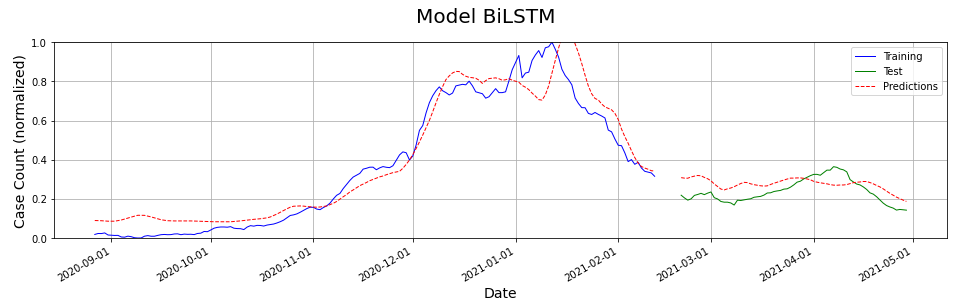 Model BiLSTM
Case Count (normalized)
1.0
0.8
0.6
0.4
0.2
0.0
Training
Test
Predictions
2020-09-01
2020-10-01
2020-11-01
2020-12-01
2021-01-01
2021-02-01
2021-03-01
2021-04-01
2021-05-01
Date